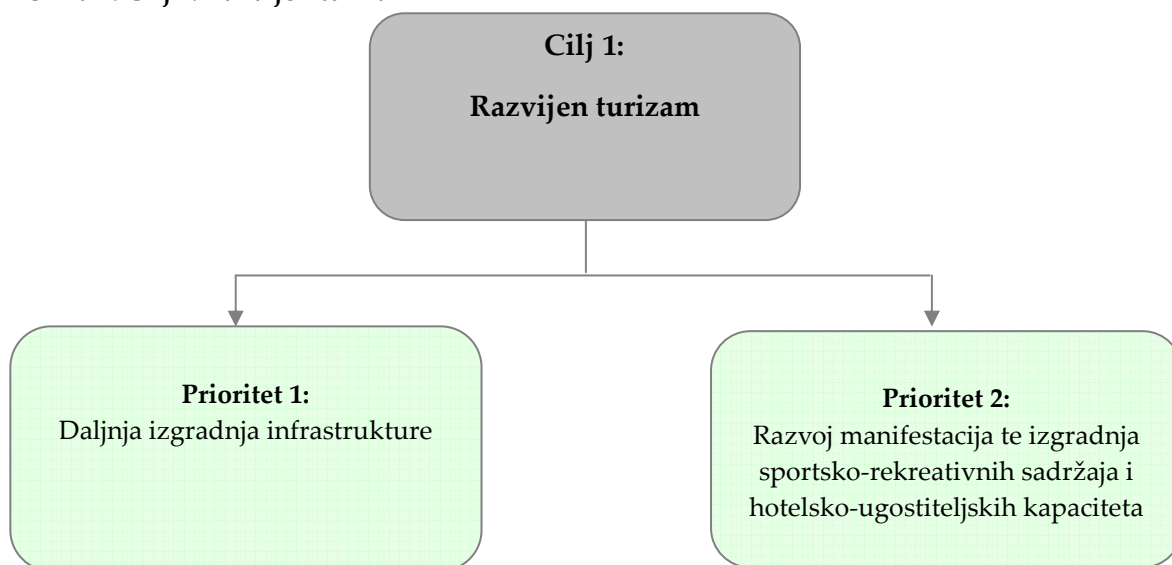 Cilj 1:
Razvijen turizam
Prioritet 1:
Daljnja izgradnja infrastrukture
Prioritet 2:
Razvoj manifestacija te izgradnja
sportsko-rekreativnih sadržaja i
hotelsko-ugostiteljskih kapaciteta